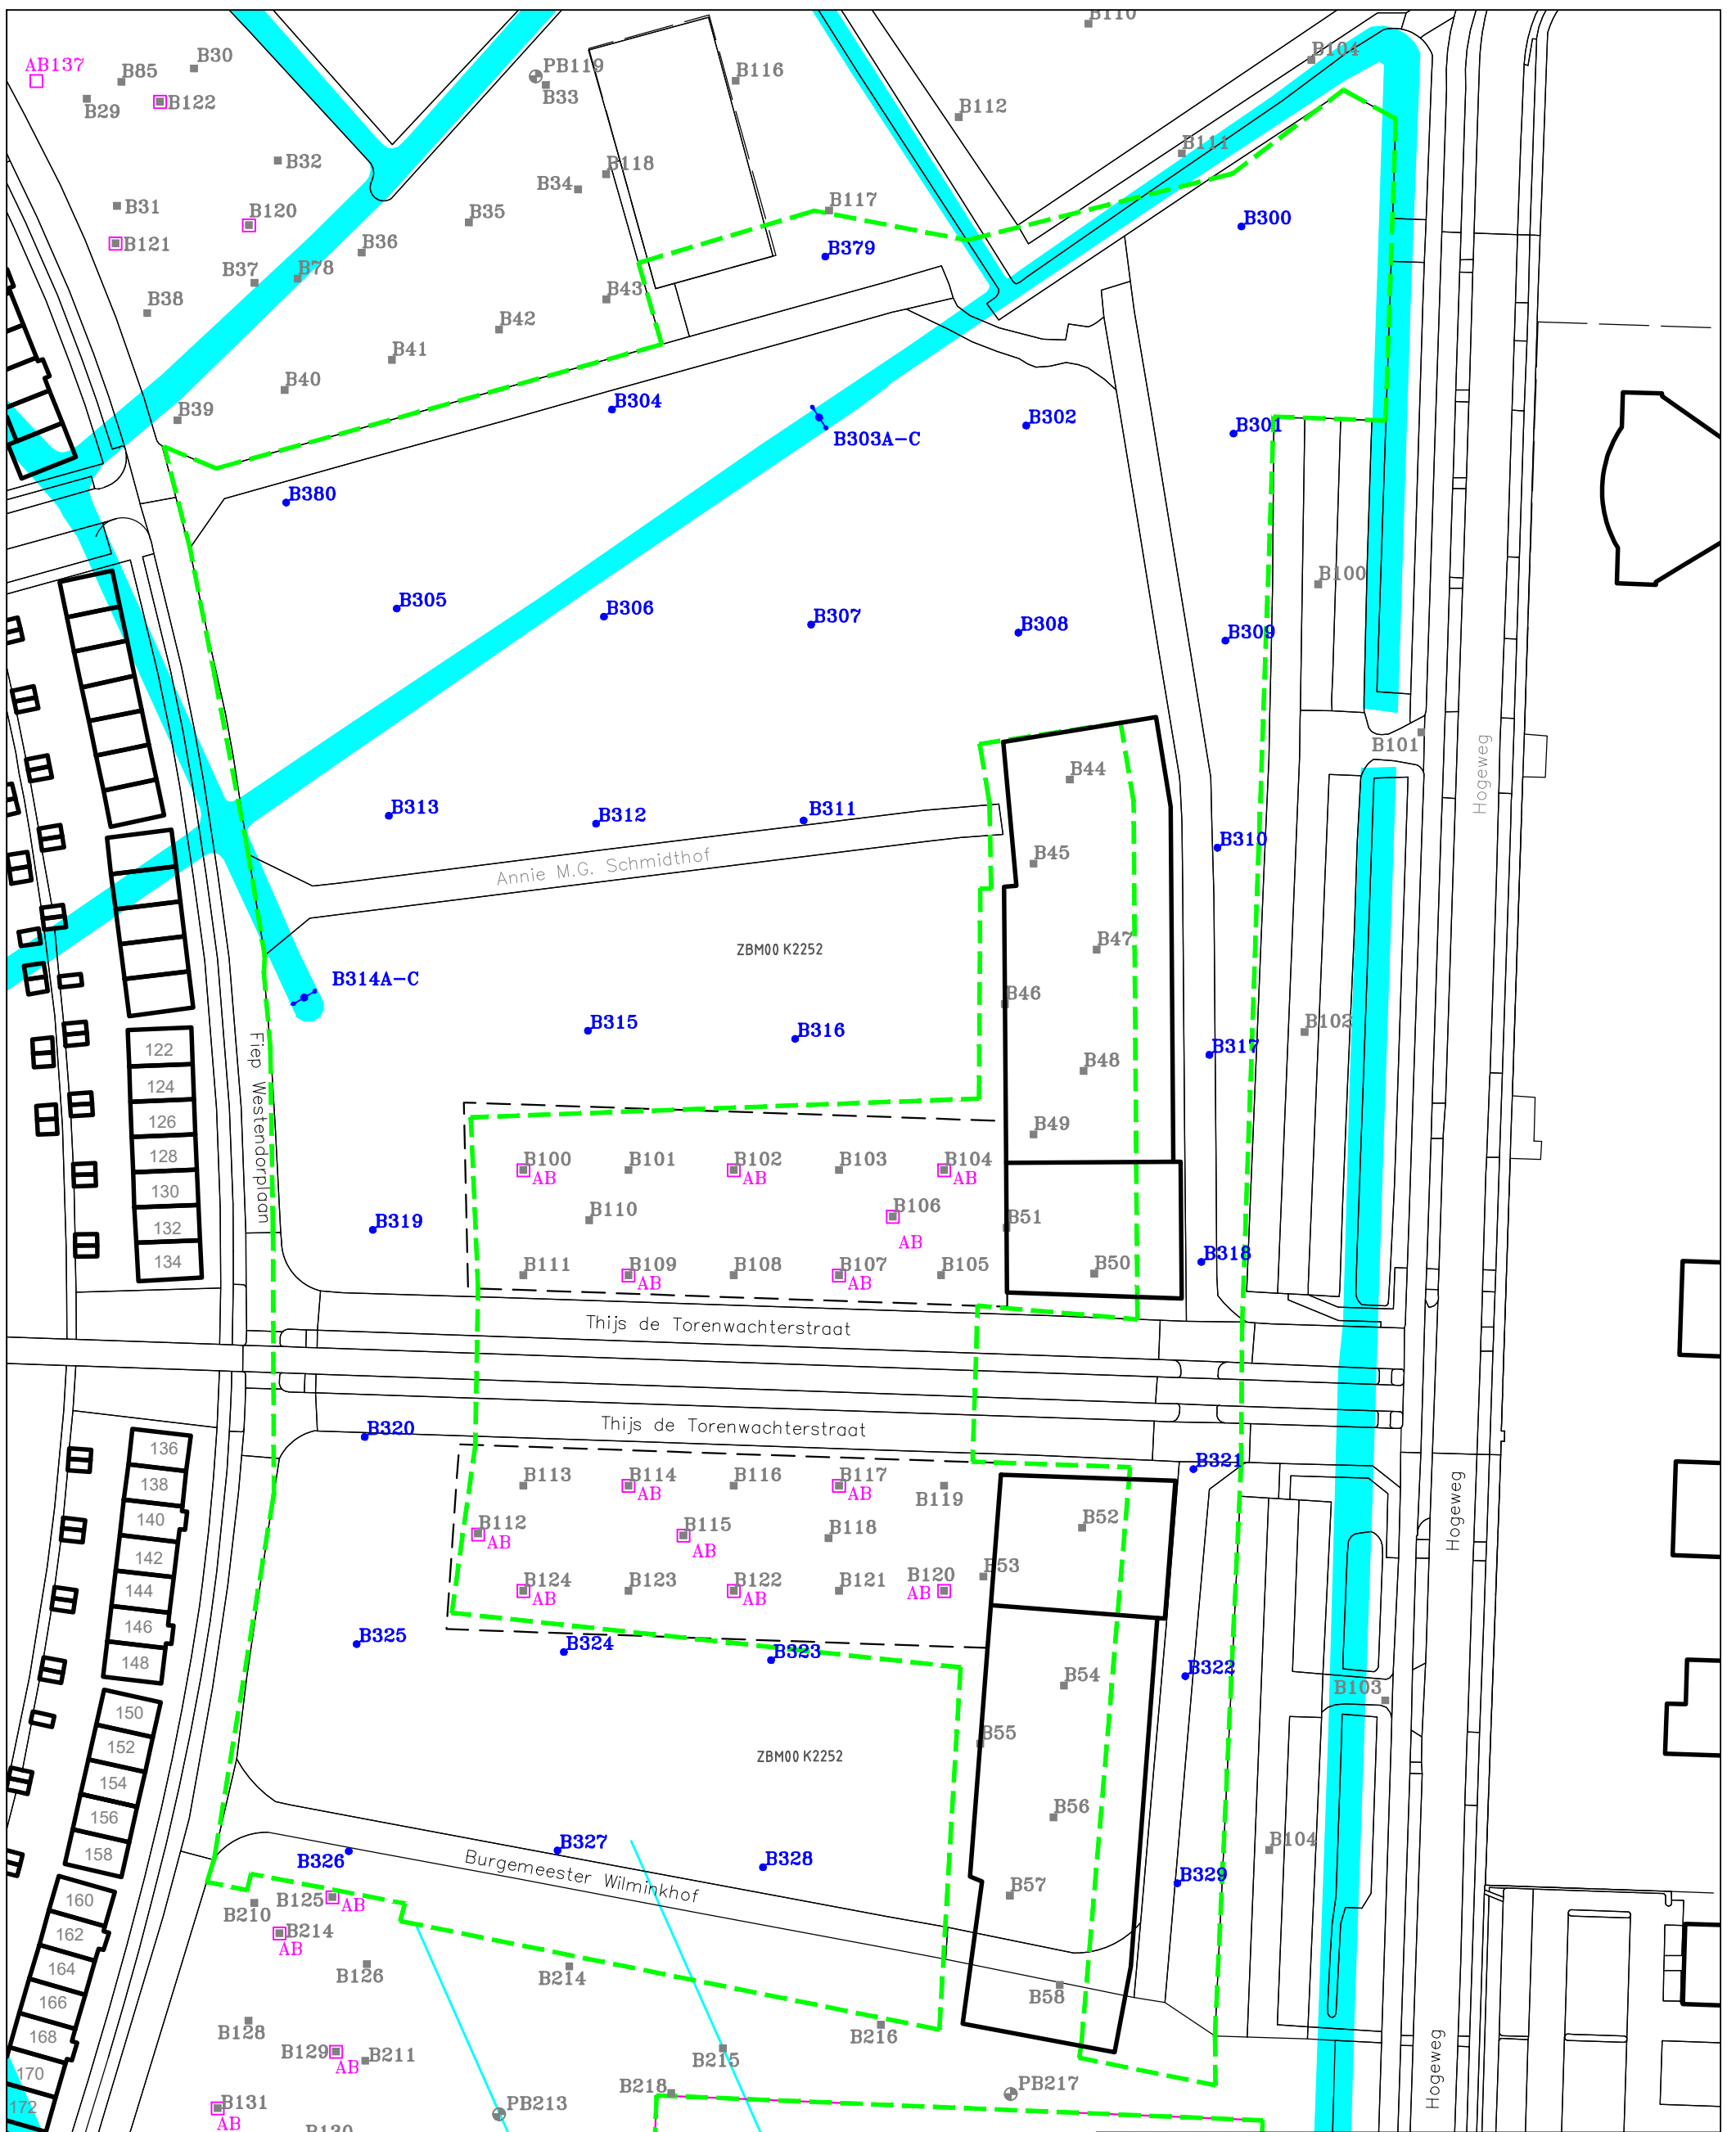 B110
B104
AB137
B85
B30
PB119
B116
B33
B29
B122
B112
B111
B32
B118
B34
B31
B120
B35
B117
B300
B121
B36
B379
B37
B78
B38
B43
B42
B41
B40
B304
B39
B302
B301
B303A-C
B380
B100
B305
B306
B307
B308
B309
B101
Hogeweg
B44
B313
B312
B311
B310
Annie M.G. Schmidthof
B45
ZBM00 K2252
B47
B314A-C
B46
B315
B316
B102
B317
122
124
126
128
130
132
134
Fiep Westendorplan
B48
B49
B100
AB
B101
B102
AB
B103
B104
AB
B110
B106
AB
B319
B51
B318
B111
B109
AB
B108
B107
AB
B105
B50
Thijs de Torenwachterstraat
Thijs de Torenwachterstraat
B320
B321
136
138
140
142
144
146
148
B113
B114
AB
B116
B117
AB
B119
Hogeweg
B112
AB
B115
AB
B118
B52
B53
B124
AB
B123
B122
AB
B121
B120
AB
B325
B324
B323
B322
B54
B103
150
152
154
156
158
B55
ZBM00 K2252
B56
B104
B326
B327
B328
B329
Burgemeester Wilminkhof
B57
160
162
164
166
168
170
172
B125
AB
B210
B214
AB
B126
B214
B58
B128
B216
B129
AB
B211
B215
Hogeweg
B218
PB217
B131
AB
PB213
B130